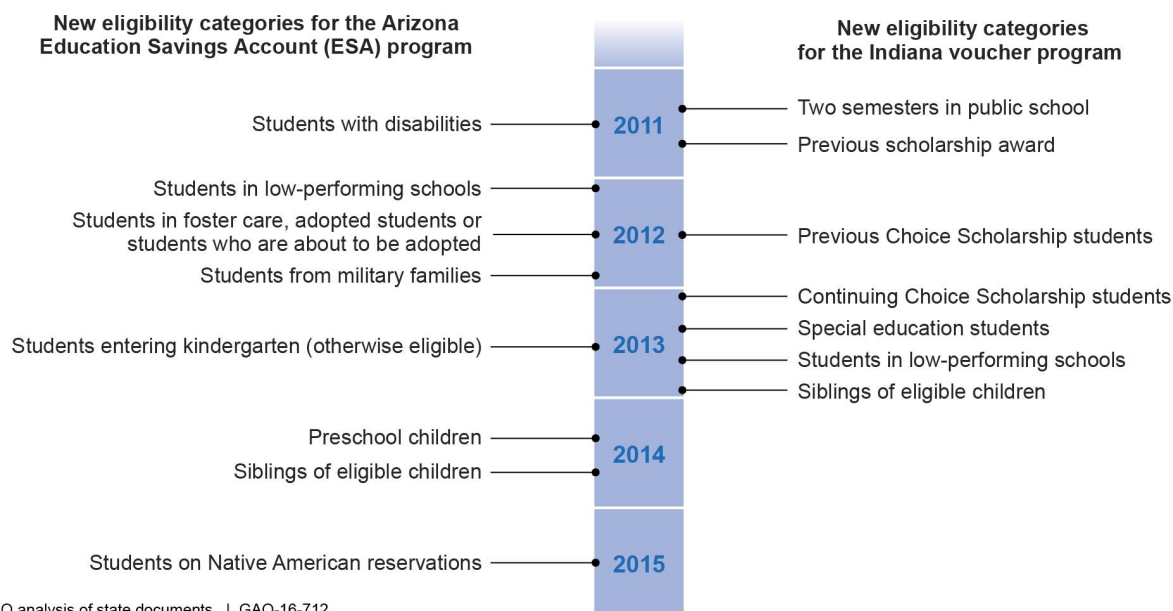 New eligibility categories for the Arizona
Education Savings Account (ESA) program
New eligibility categories
for the Indiana voucher program
2011
Students with disabilities
Two semesters in public school
Previous scholarship award
2012
Students in low-performing schools
Students in foster care, adopted students or
students who are about to be adopted
Students from military families
Previous Choice Scholarship students
2013
Students entering kindergarten (otherwise eligible)
Continuing Choice Scholarship students
Special education students
Students in low-performing schools
Siblings of eligible children
2014
Preschool children
Siblings of eligible children
2015
Students on Native American reservations
analysis of state documents. | GAO-16-712